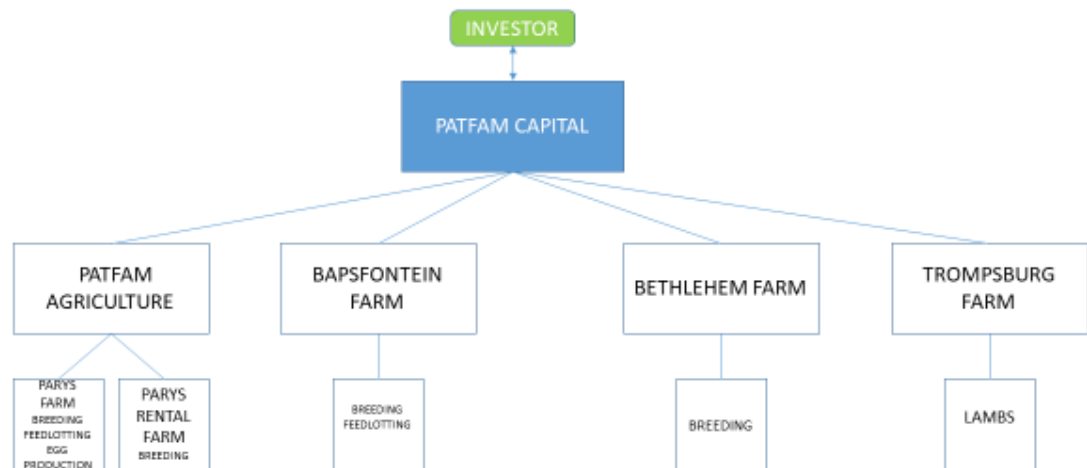 INVESTOR
PATFAM CAPITAL
PATFAM
AGRICULTURE
BAPSFONTEIN
FARM
BETHLEHEM FARM
TROMPSBURG
FARM
PARYS
FARM
BREEDING
FEEDLOTTING
EGG
PRODUCTION
PARYS
RENTAL
FARM
BREEDING
BREEDING
FEEDLOTTING
BREEDING
LAMBS